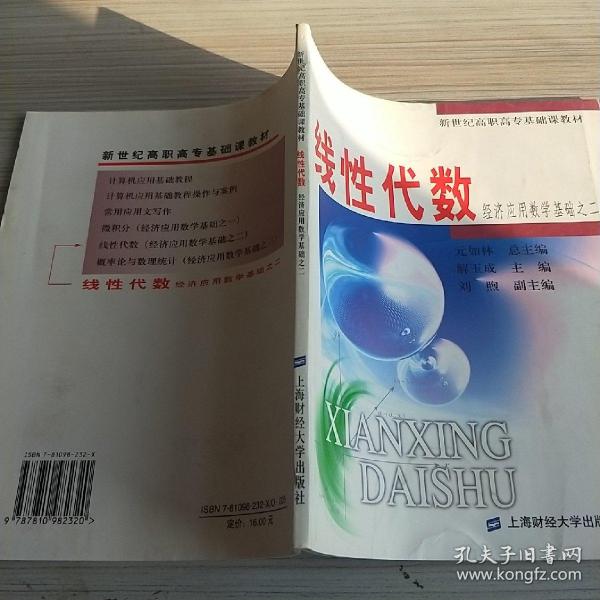 新世纪高职高专基础课教材
计算机应用基础教程
计算机应用基础教程操作与案例
常用应用文写作
微积分（经济应用数学基础之一）
线性代数（经济应用数学基础之二）
概率论与数理统计（经济应用数学基础之三）
线性代数 经济应用数学基础之二
ISBN 7-81098-232-X
9 787810 982320 >
ISBN 7-81098-232-X/O·
定价：16.00元
新世纪高职高专基础课教材 线性代数 经济应用数学基础之二 上海财经大学出版社
新世纪高职高专基础课教材
线性代数 经济应用数学基础之二
元如林 总主编
解玉成 主编
刘煦 副主编
XIANXING
DAISHU
上海财经大学出版
孔夫子旧书网
www.kongfz.com